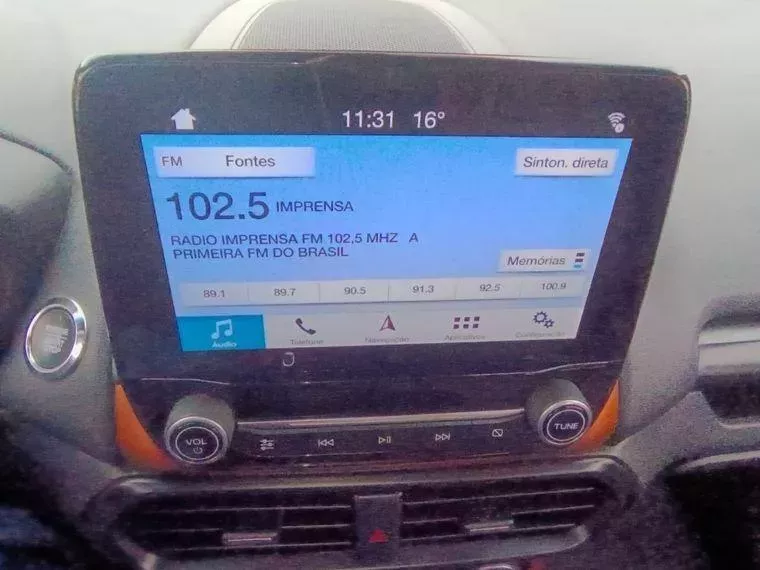 11:31 16°
FM Fontes
Sinton. direta
102.5 IMPRENSA
RADIO IMPRENSA FM 102,5 MHZ A
PRIMEIRA FM DO BRASIL
Memórias
89.1 89.7 90.5 91.3 92.5 100.9
Áudio Telefone Navegação Aplicativos Configuração
VOL
TUNE